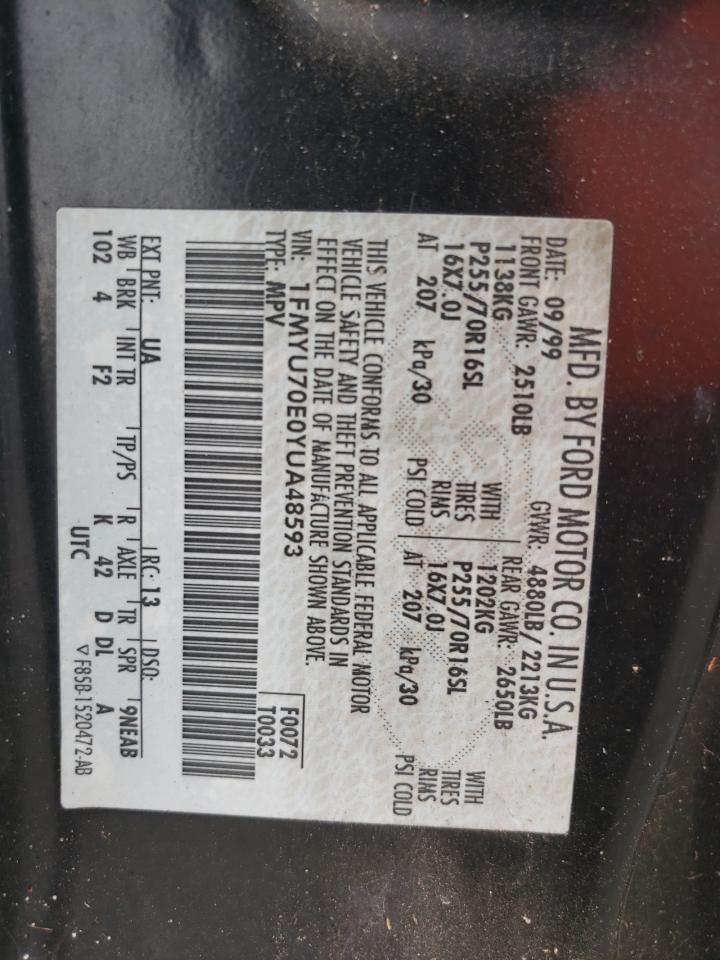 MFD. BY FORD MOTOR CO. IN U.S.A.
DATE: 09/99 GVWR: 4880LB/ 2213KG
FRONT GAWR: 2510LB REAR GAWR: 2650LB
1138KG WITH 1202KG WITH
P255/70R16SL TIRES P255/70R16SL TIRES
16X7.0J RIMS 16X7.0J RIMS
AT 207 kPa/30 PSI COLD AT 207 kPa/30 PSI COLD
THIS VEHICLE CONFORMS TO ALL APPLICABLE FEDERAL MOTOR
VEHICLE SAFETY AND THEFT PREVENTION STANDARDS IN
EFFECT ON THE DATE OF MANUFACTURE SHOWN ABOVE.
VIN: 1FMYU70E0YUA48593 F0072
TYPE: MPV T0033
EXT PNT: UA RC: 13 DSO:
WB BRK INT TR TP/PS R AXLE TR SPR 9NEAB
102 4 F2 K 42 D DL A
UTC ▽F85B-1520472-AB